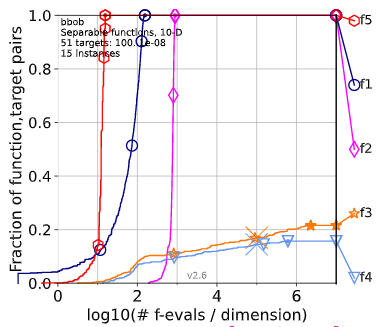 bbob
Separable functions, 10-D
51 targets: 100..1e-08
15 instances
Fraction of function,target pairs
1.0
0.8
0.6
0.4
0.2
0.0
0
2
4
6
log10(# f-evals / dimension)
v2.6
f5
f1
f2
f3
f4